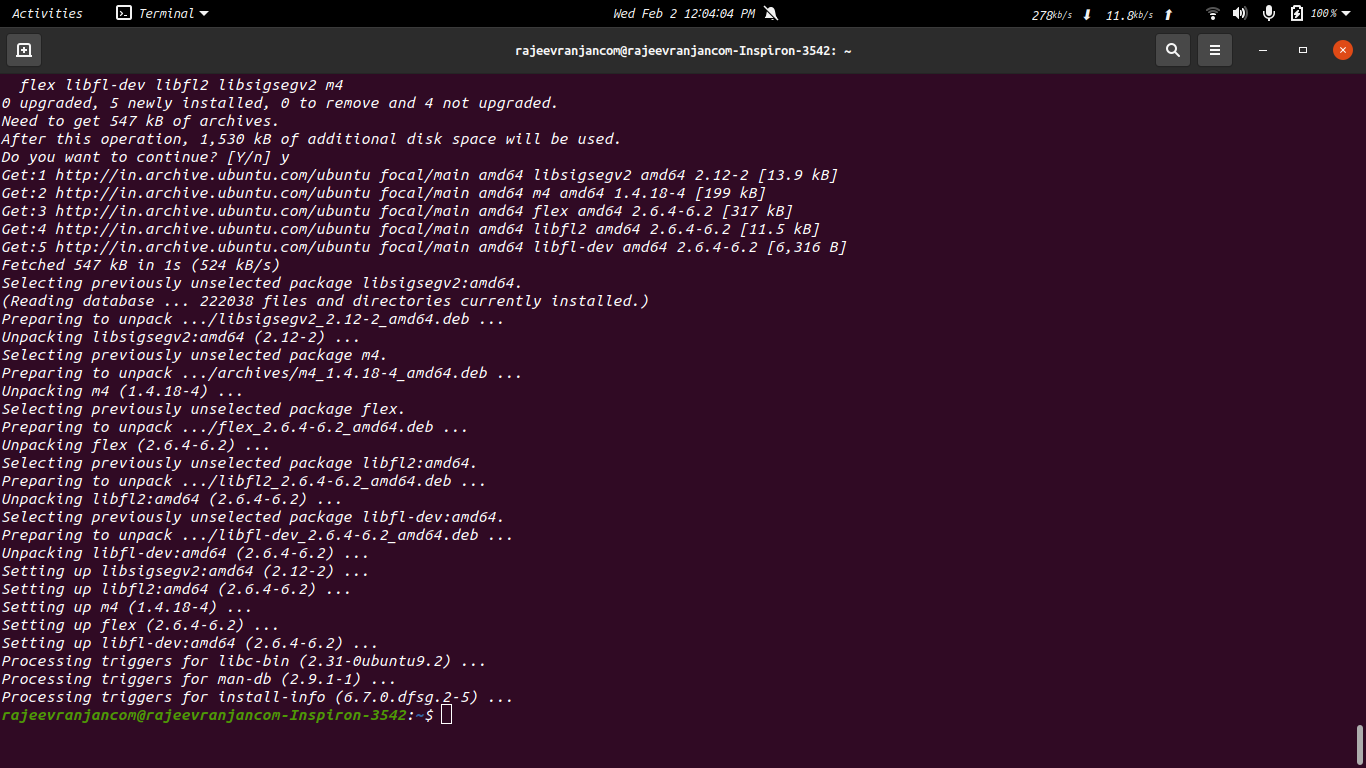 Activities Terminal Wed Feb 2 12:04:04 PM 278kb/s 11.8kb/s 100%
rajeevranjancom@rajeevranjancom-Inspiron-3542: ~
flex libfl-dev libfl2 libsigsegv2 m4
0 upgraded, 5 newly installed, 0 to remove and 4 not upgraded.
Need to get 547 kB of archives.
After this operation, 1,530 kB of additional disk space will be used.
Do you want to continue? [Y/n] y
Get:1 http://in.archive.ubuntu.com/ubuntu focal/main amd64 libsigsegv2 amd64 2.12-2 [13.9 kB]
Get:2 http://in.archive.ubuntu.com/ubuntu focal/main amd64 m4 amd64 1.4.18-4 [199 kB]
Get:3 http://in.archive.ubuntu.com/ubuntu focal/main amd64 flex amd64 2.6.4-6.2 [317 kB]
Get:4 http://in.archive.ubuntu.com/ubuntu focal/main amd64 libfl2 amd64 2.6.4-6.2 [11.5 kB]
Get:5 http://in.archive.ubuntu.com/ubuntu focal/main amd64 libfl-dev amd64 2.6.4-6.2 [6,316 B]
Fetched 547 kB in 1s (524 kB/s)
Selecting previously unselected package libsigsegv2:amd64.
(Reading database ... 222038 files and directories currently installed.)
Preparing to unpack .../libsigsegv2_2.12-2_amd64.deb ...
Unpacking libsigsegv2:amd64 (2.12-2) ...
Selecting previously unselected package m4.
Preparing to unpack .../archives/m4_1.4.18-4_amd64.deb ...
Unpacking m4 (1.4.18-4) ...
Selecting previously unselected package flex.
Preparing to unpack .../flex_2.6.4-6.2_amd64.deb ...
Unpacking flex (2.6.4-6.2) ...
Selecting previously unselected package libfl2:amd64.
Preparing to unpack .../libfl2_2.6.4-6.2_amd64.deb ...
Unpacking libfl2:amd64 (2.6.4-6.2) ...
Selecting previously unselected package libfl-dev:amd64.
Preparing to unpack .../libfl-dev_2.6.4-6.2_amd64.deb ...
Unpacking libfl-dev:amd64 (2.6.4-6.2) ...
Setting up libsigsegv2:amd64 (2.12-2) ...
Setting up libfl2:amd64 (2.6.4-6.2) ...
Setting up m4 (1.4.18-4) ...
Setting up flex (2.6.4-6.2) ...
Setting up libfl-dev:amd64 (2.6.4-6.2) ...
Processing triggers for libc-bin (2.31-0ubuntu9.2) ...
Processing triggers for man-db (2.9.1-1) ...
Processing triggers for install-info (6.7.0.dfsg.2-5) ...
rajeevranjancom@rajeevranjancom-Inspiron-3542:~$